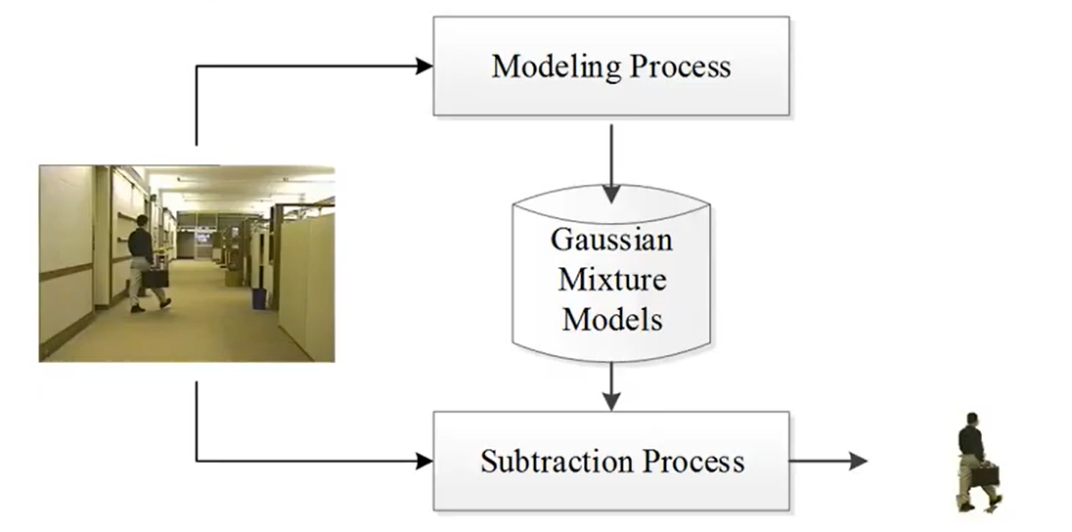 Modeling Process
Gaussian
Mixture
Models
Subtraction Process